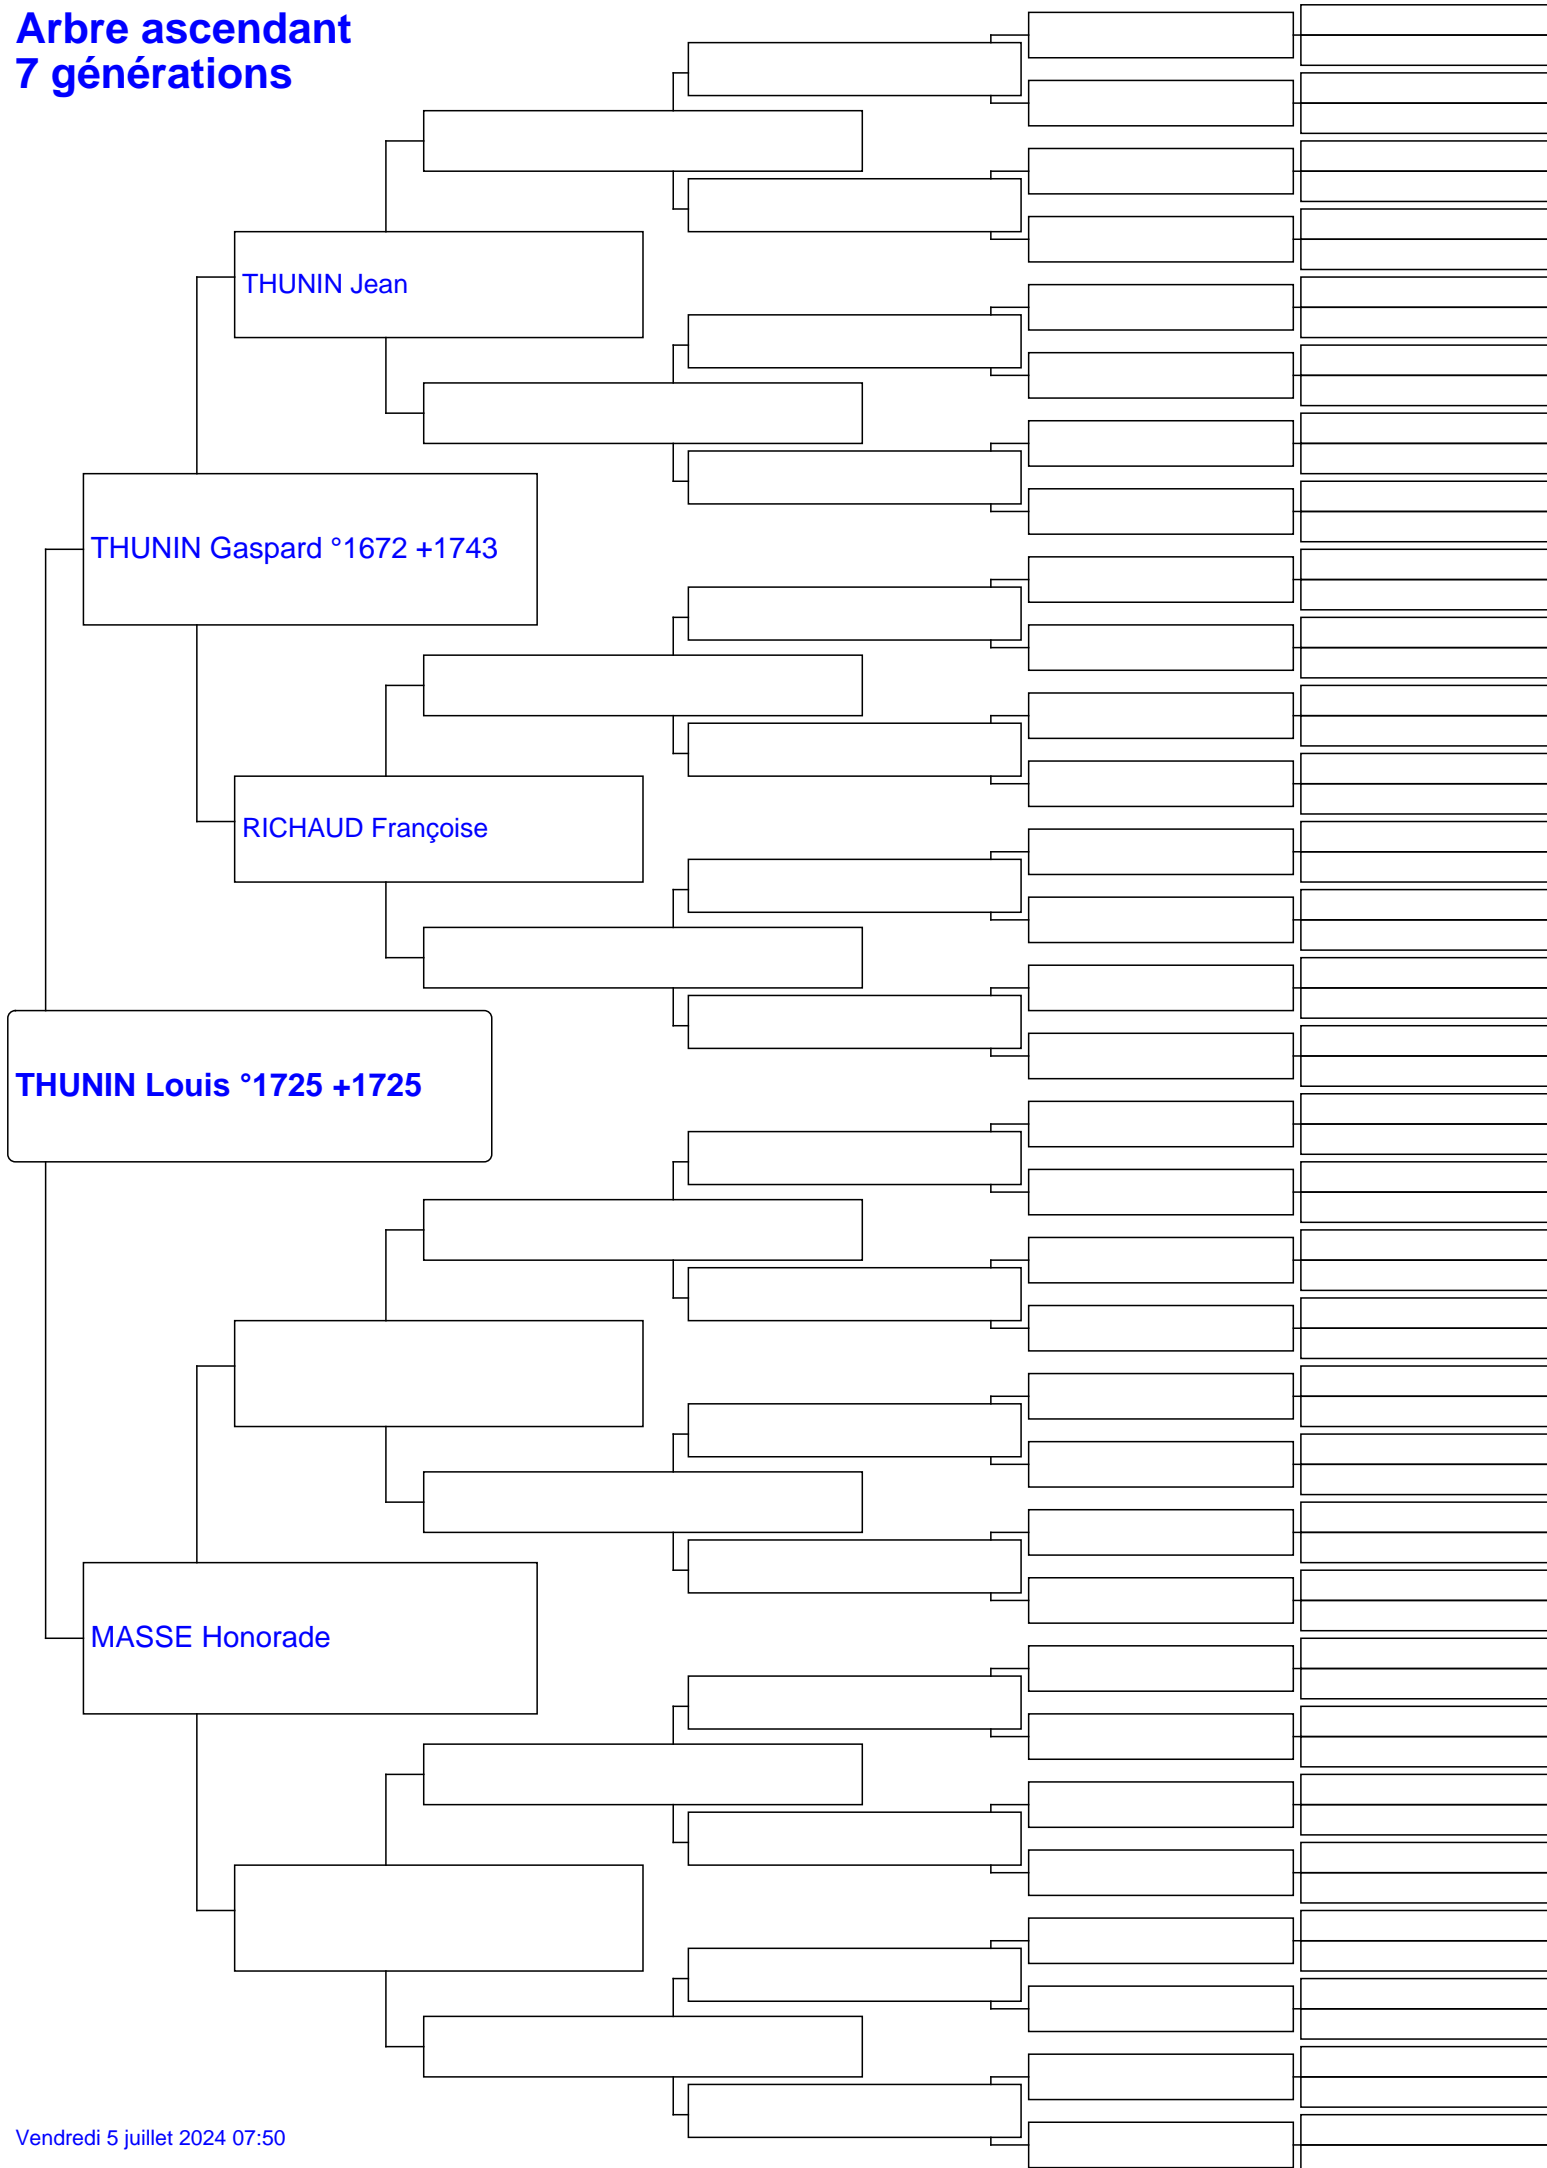 Arbre ascendant
7 générations
THUNIN Jean
THUNIN Gaspard °1672 +1743
RICHAUD Françoise
THUNIN Louis °1725 +1725
MASSE Honorade
Vendredi 5 juillet 2024 07:50